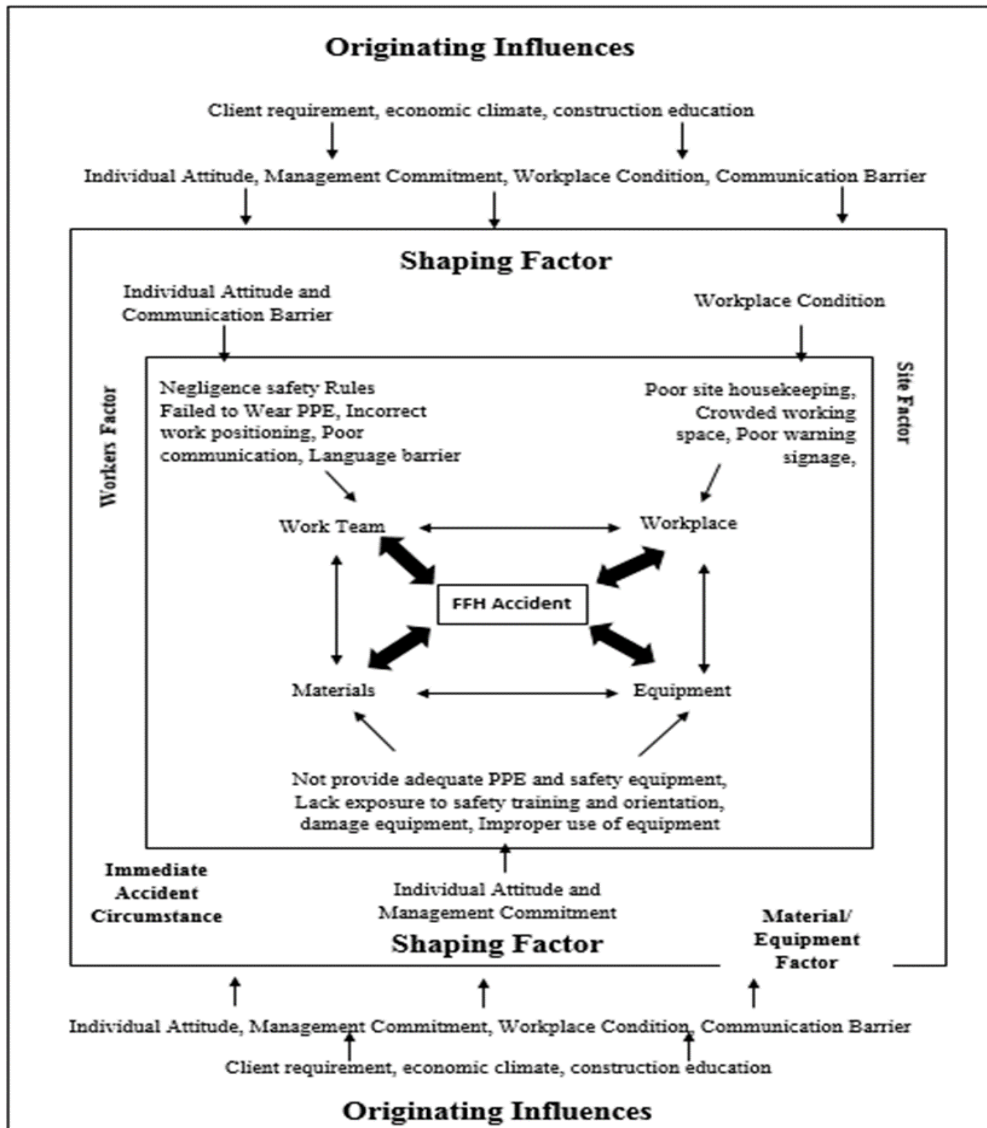 Originating Influences
Client requirement, economic climate, construction education
Individual Attitude, Management Commitment, Workplace Condition, Communication Barrier
Shaping Factor
Individual Attitude and
Communication Barrier
Workplace Condition
Workers Factor
Site Factor
Negligence safety Rules
Failed to Wear PPE, Incorrect
work positioning, Poor
communication, Language barrier
Poor site housekeeping,
Crowded working
space, Poor warning
signage,
Work Team
Workplace
FFH Accident
Materials
Equipment
Not provide adequate PPE and safety equipment,
Lack exposure to safety training and orientation,
damage equipment, Improper use of equipment
Immediate
Accident
Circumstance
Individual Attitude and
Management Commitment
Shaping Factor
Material/
Equipment
Factor
Individual Attitude, Management Commitment, Workplace Condition, Communication Barrier
Client requirement, economic climate, construction education
Originating Influences